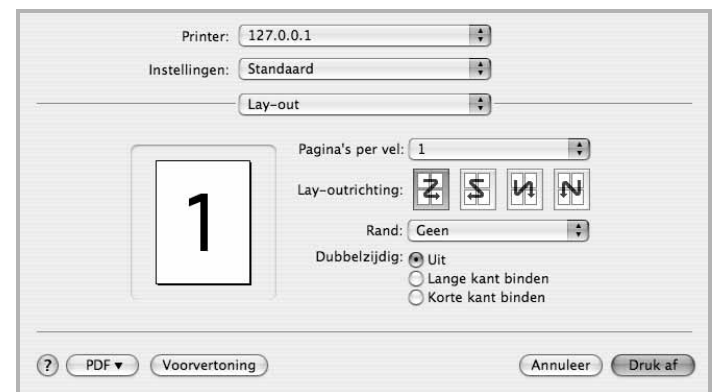 Printer: 127.0.0.1
Instellingen: Standaard
Lay-out
Pagina's per vel: 1
1
Lay-outrichting:
Rand: Geen
Dubbelzijdig: Uit
Lange kant binden
Korte kant binden
? PDF ▼ Voorvertoning Annuleer Druk af